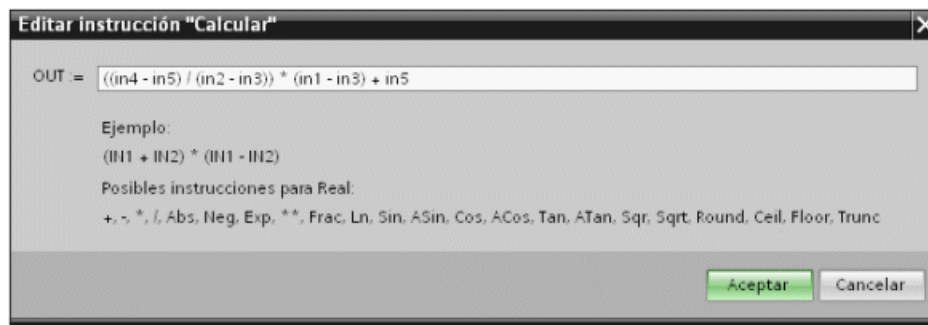 Editar instrucción "Calcular"
OUT := ((in4 - in5) / (in2 - in3)) * (in1 - in3) + in5
Ejemplo:
(IN1 + IN2) * (IN1 - IN2)
Posibles instrucciones para Real:
+, -, *, /, Abs, Neg, Exp, **, Frac, Ln, Sin, ASin, Cos, ACos, Tan, ATan, Sqr, Sqrt, Round, Ceil, Floor, Trunc
Aceptar Cancelar